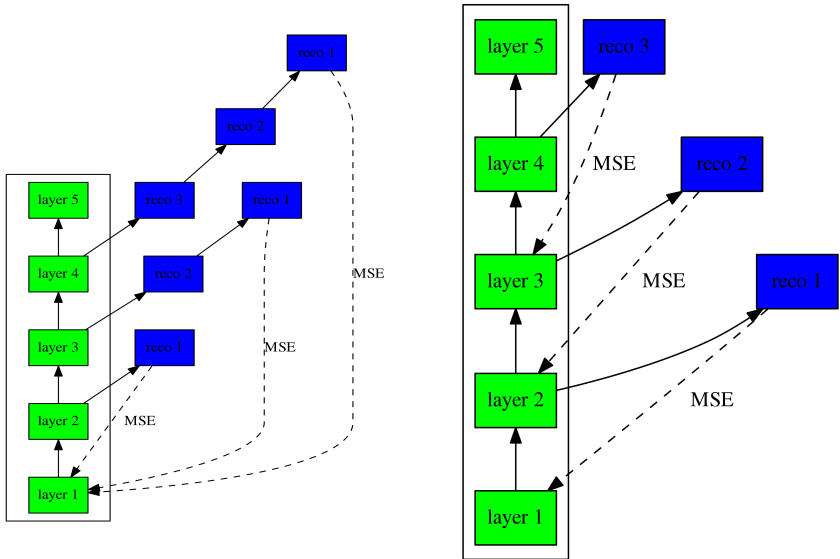 reco 1
reco 2
layer 5
reco 3
reco 1
layer 4
reco 2
MSE
layer 3
reco 1
MSE
layer 2
MSE
layer 1
layer 5
reco 3
layer 4
MSE
reco 2
layer 3
MSE
reco 1
layer 2
MSE
layer 1